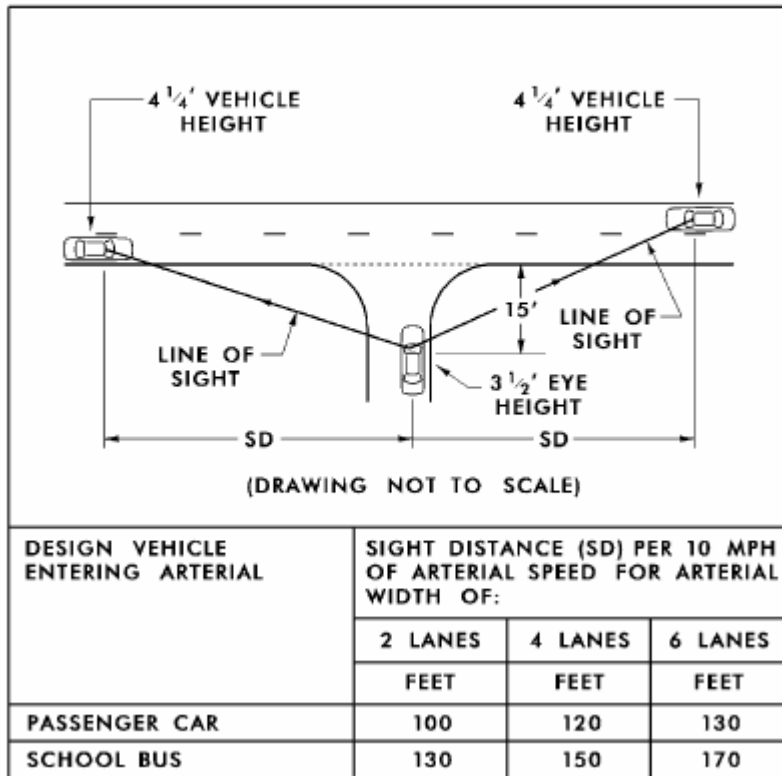 4 ¼' VEHICLE
HEIGHT
4 ¼' VEHICLE
HEIGHT
15'
LINE OF
SIGHT
LINE OF
SIGHT
3 ½' EYE
HEIGHT
SD
SD
(DRAWING NOT TO SCALE)
DESIGN VEHICLE
ENTERING ARTERIAL
SIGHT DISTANCE (SD) PER 10 MPH
OF ARTERIAL SPEED FOR ARTERIAL
WIDTH OF:
2 LANES 4 LANES 6 LANES
FEET FEET FEET
PASSENGER CAR 100 120 130
SCHOOL BUS 130 150 170